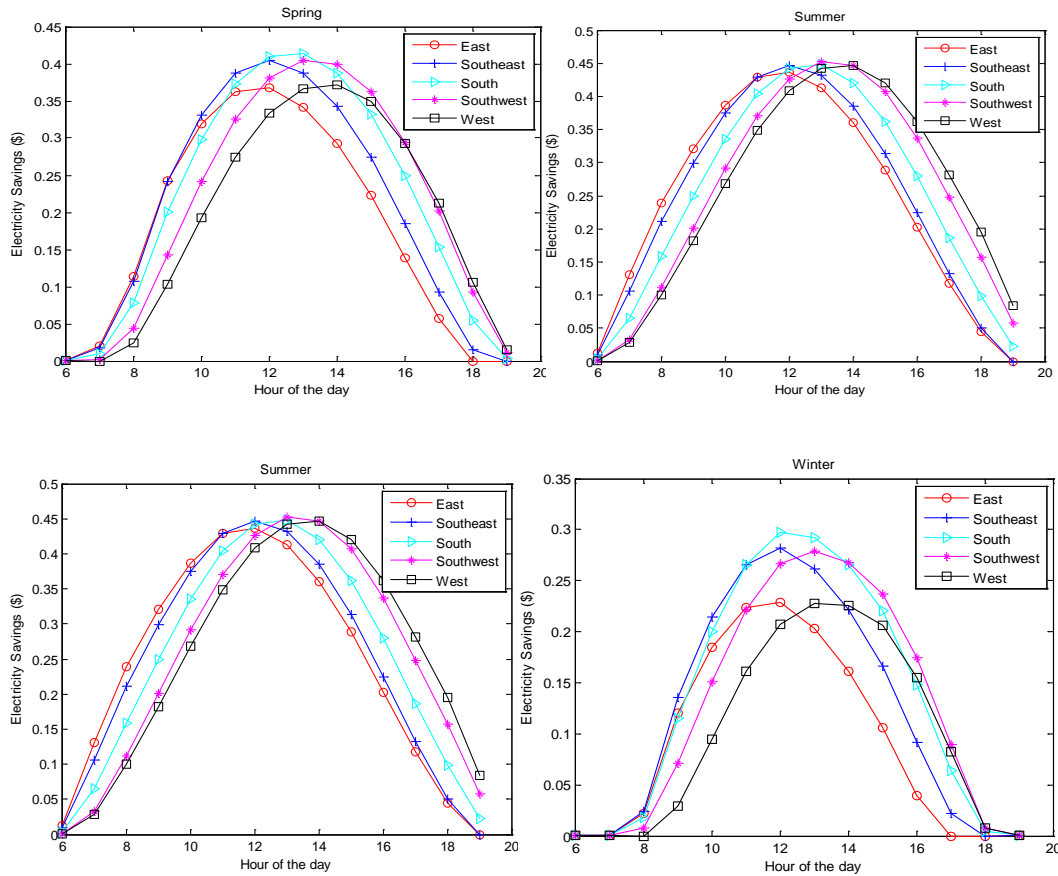 Spring
0.45
0.4
0.35
0.3
0.25
0.2
0.15
0.1
0.05
0
6
8
10
12
14
16
18
20
Electricity Savings ($)
Hour of the day
East
Southeast
South
Southwest
West
Summer
0.5
0.45
0.4
0.35
0.3
0.25
0.2
0.15
0.1
0.05
0
6
8
10
12
14
16
18
20
Electricity Savings ($)
Hour of the day
East
Southeast
South
Southwest
West
Summer
0.5
0.45
0.4
0.35
0.3
0.25
0.2
0.15
0.1
0.05
0
6
8
10
12
14
16
18
20
Electricity Savings ($)
Hour of the day
East
Southeast
South
Southwest
West
Winter
0.35
0.3
0.25
0.2
0.15
0.1
0.05
0
6
8
10
12
14
16
18
20
Electricity Savings ($)
Hour of the day
East
Southeast
South
Southwest
West